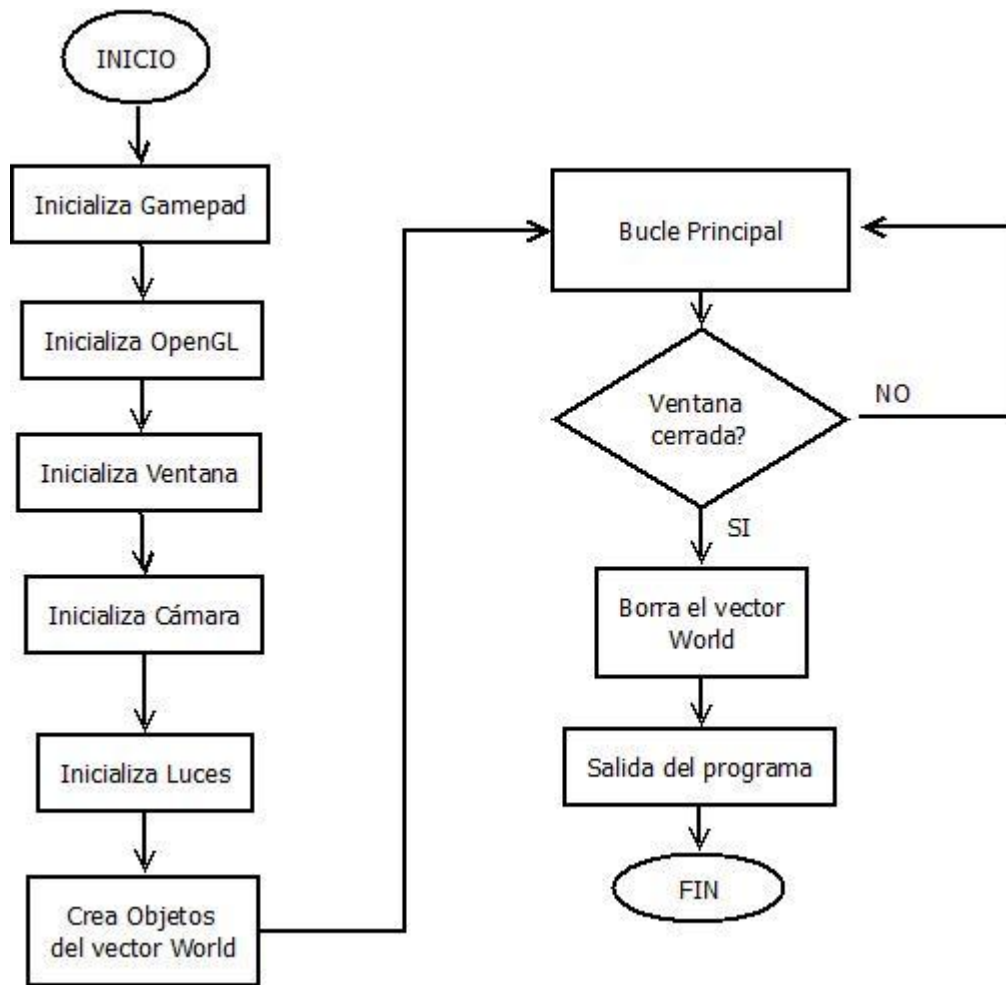 INICIO
Inicializa Gamepad
Inicializa OpenGL
Inicializa Ventana
Inicializa Cámara
Inicializa Luces
Crea Objetos
del vector World
Bucle Principal
Ventana
cerrada?
NO
SI
Borra el vector
World
Salida del programa
FIN